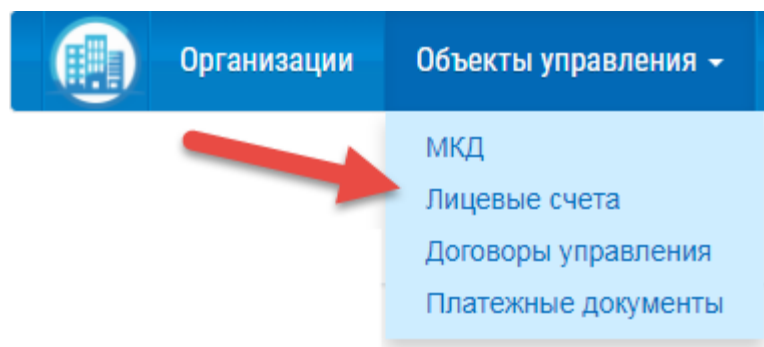 Организации Объекты управления
МКД
Лицевые счета
Договоры управления
Платежные документы